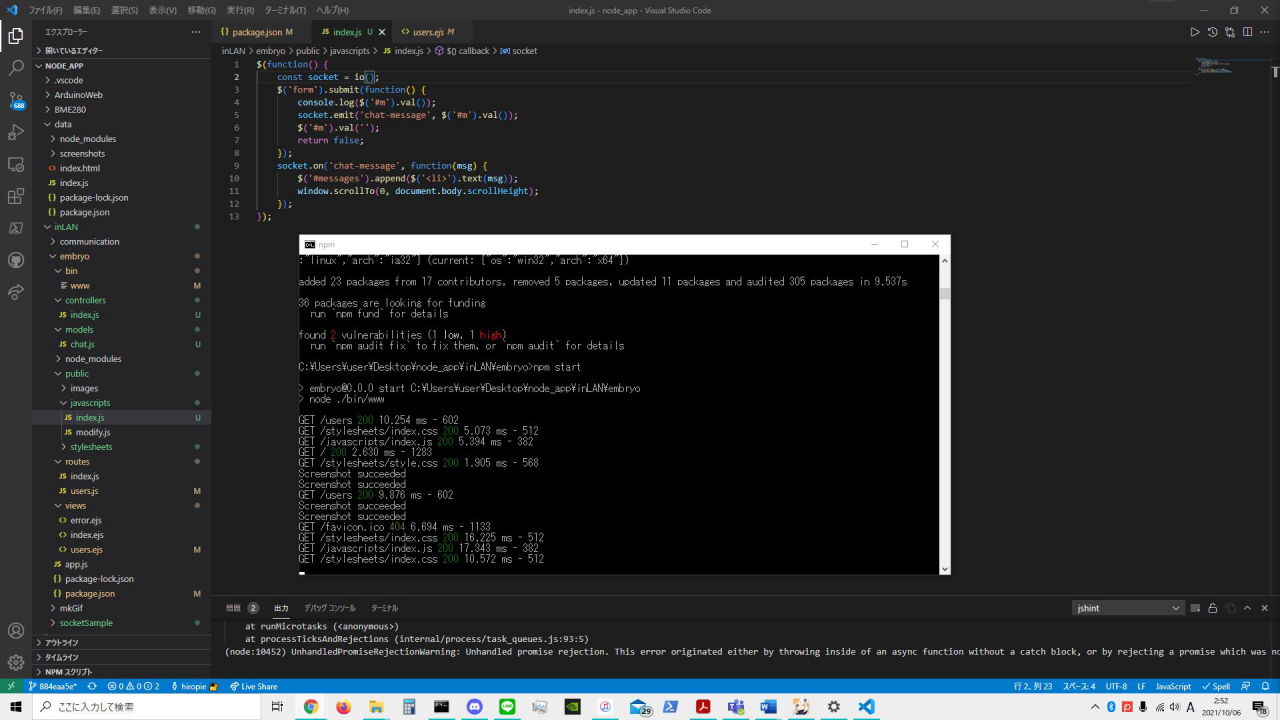 ファイル(F) 編集(E) 選択(S) 表示(V) 移動(G) 実行(R) ターミナル(T) ヘルプ(H) index.js - node_app - Visual Studio Code
エクスプローラー ··· package.json M JS index.js U users.ejs M
開いているエディター inLAN > embryo > public > javascripts > JS index.js > $() callback > socket
NODE_APP
.vscode
ArduinoWeb
BME280
data
node_modules
screenshots
index.html
JS index.js
package-lock.json
package.json
inLAN
communication
embryo
bin
www M
controllers
JS index.js U
models
JS chat.js U
node_modules
public
images
javascripts
JS index.js U
JS modify.js
stylesheets
routes
JS index.js
JS users.js M
views
error.ejs
index.ejs
users.ejs M
JS app.js
package-lock.json
package.json M
mkGif
socketSample
アウトライン
タイムライン
NPM スクリプト
688
1 $(function() {
2 const socket = io();
3 $('form').submit(function() {
4 console.log($('#m').val());
5 socket.emit('chat-message', $('#m').val());
6 $('#m').val('');
7 return false;
8 });
9 socket.on('chat-message', function(msg) {
10 $('#messages').append($('<li>').text(msg));
11 window.scrollTo(0, document.body.scrollHeight);
12 });
13 });
npm
:"linux","arch":"ia32"} (current: {"os":"win32","arch":"x64"})
added 23 packages from 17 contributors, removed 5 packages, updated 11 packages and audited 305 packages in 9.537s
36 packages are looking for funding
run `npm fund` for details
found 2 vulnerabilities (1 low, 1 high)
run `npm audit fix` to fix them, or `npm audit` for details
C:¥Users¥user¥Desktop¥node_app¥inLAN¥embryo>npm start
> embryo@0.0.0 start C:¥Users¥user¥Desktop¥node_app¥inLAN¥embryo
> node ./bin/www
GET /users 200 10.254 ms - 602
GET /stylesheets/index.css 200 5.073 ms - 512
GET /javascripts/index.js 200 5.394 ms - 382
GET / 200 2.630 ms - 1283
GET /stylesheets/style.css 200 1.905 ms - 568
Screenshot succeeded
Screenshot succeeded
GET /users 200 9.876 ms - 602
Screenshot succeeded
Screenshot succeeded
GET /favicon.ico 404 6.694 ms - 1133
GET /stylesheets/index.css 200 16.225 ms - 512
GET /javascripts/index.js 200 17.343 ms - 382
GET /stylesheets/index.css 200 10.572 ms - 512
問題 2 出力 デバッグ コンソール ターミナル jshint
at runMicrotasks (<anonymous>)
at processTicksAndRejections (internal/process/task_queues.js:93:5)
(node:10452) UnhandledPromiseRejectionWarning: Unhandled promise rejection. This error originated either by throwing inside of an async function without a catch block, or by rejecting a promise which was no
884eaa5e* 0 0 2 hiropie Live Share 行 2、列 23 スペース: 4 UTF-8 LF JavaScript Spell
ここに入力して検索 29 A 2:52
2021/10/06 18